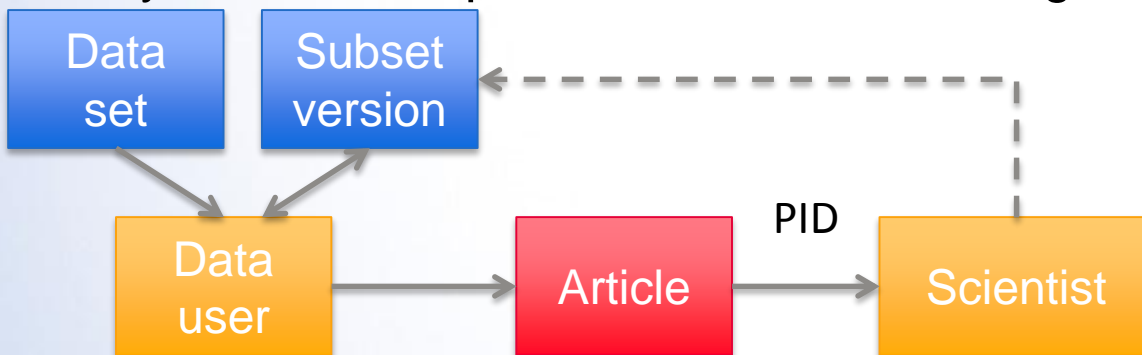 Data
set
Subset
version
PID
Data
user
Article
Scientist